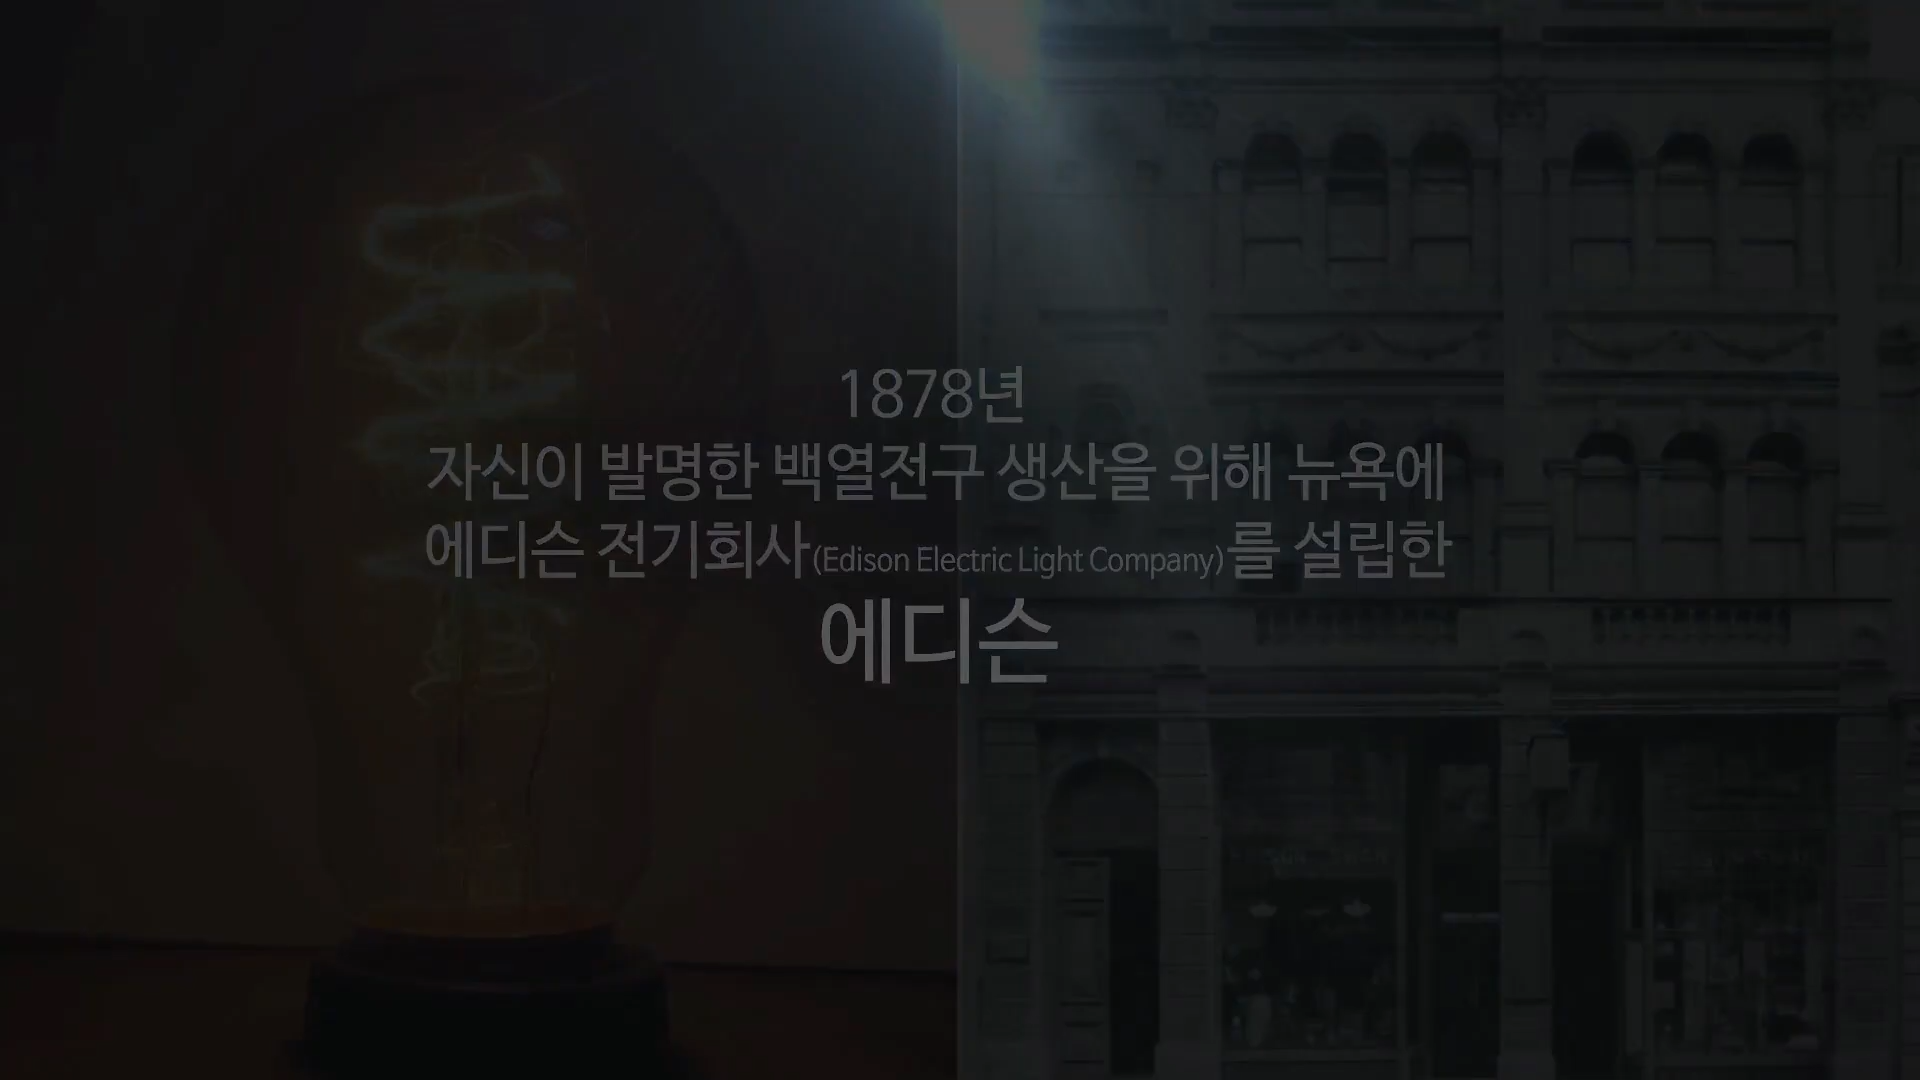 1878년
자신이 발명한 백열전구 생산을 위해 뉴욕에
에디슨 전기회사(Edison Electric Light Company)를 설립한
에디슨